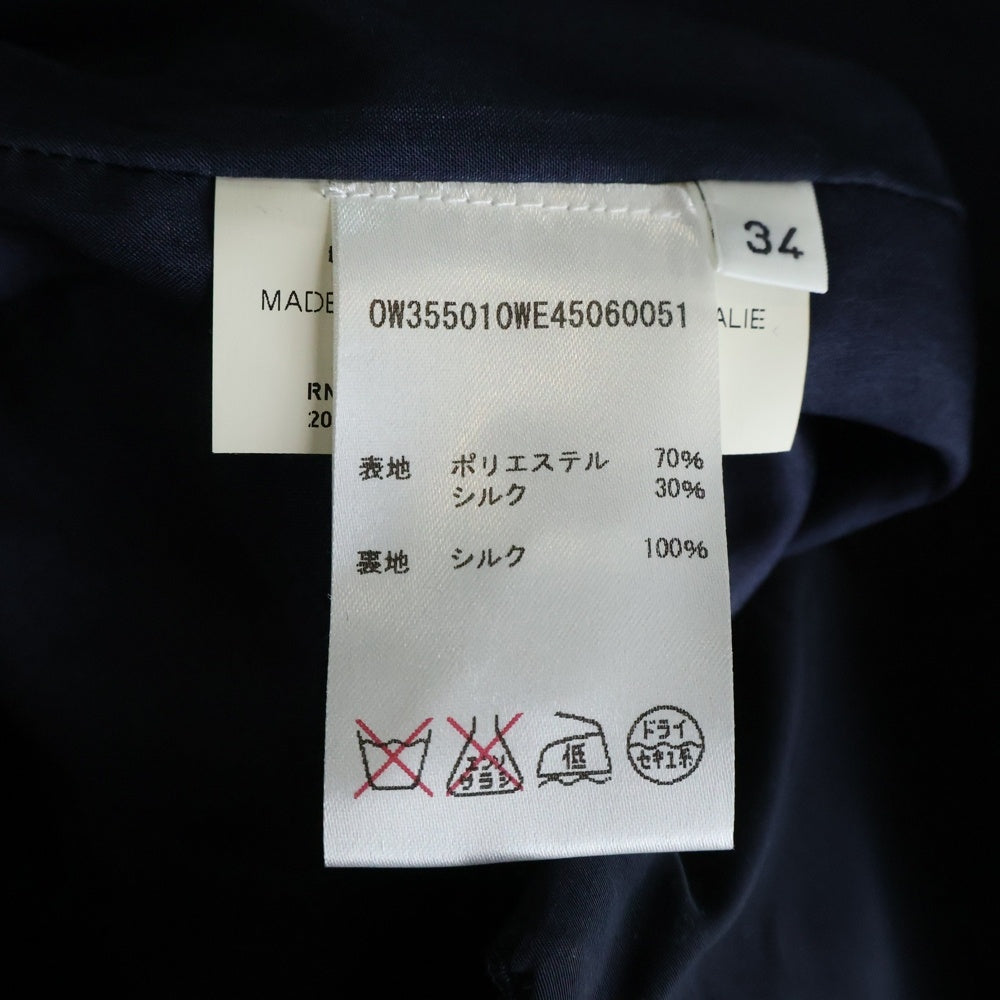 34
MADE
ALIE
RN
20
OW355010WE45060051
表地 ポリエステル 70%
シルク 30%
裏地 シルク 100%
エンソ
サラシ
低
ドライ
セキユ系